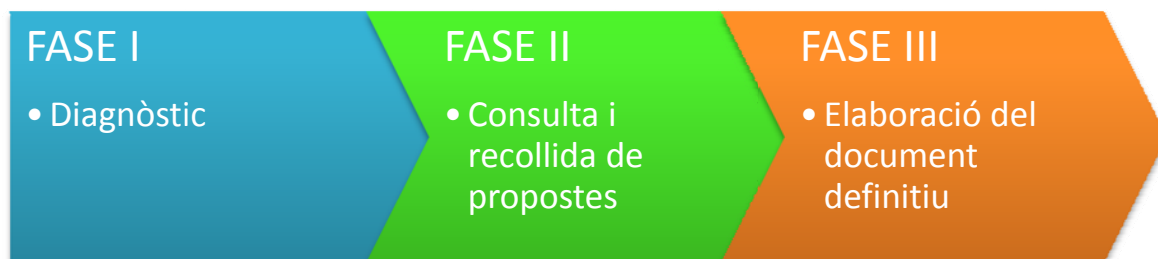 FASE I
• Diagnòstic
FASE II
• Consulta i
recollida de
propostes
FASE III
• Elaboració del
document
definitiu